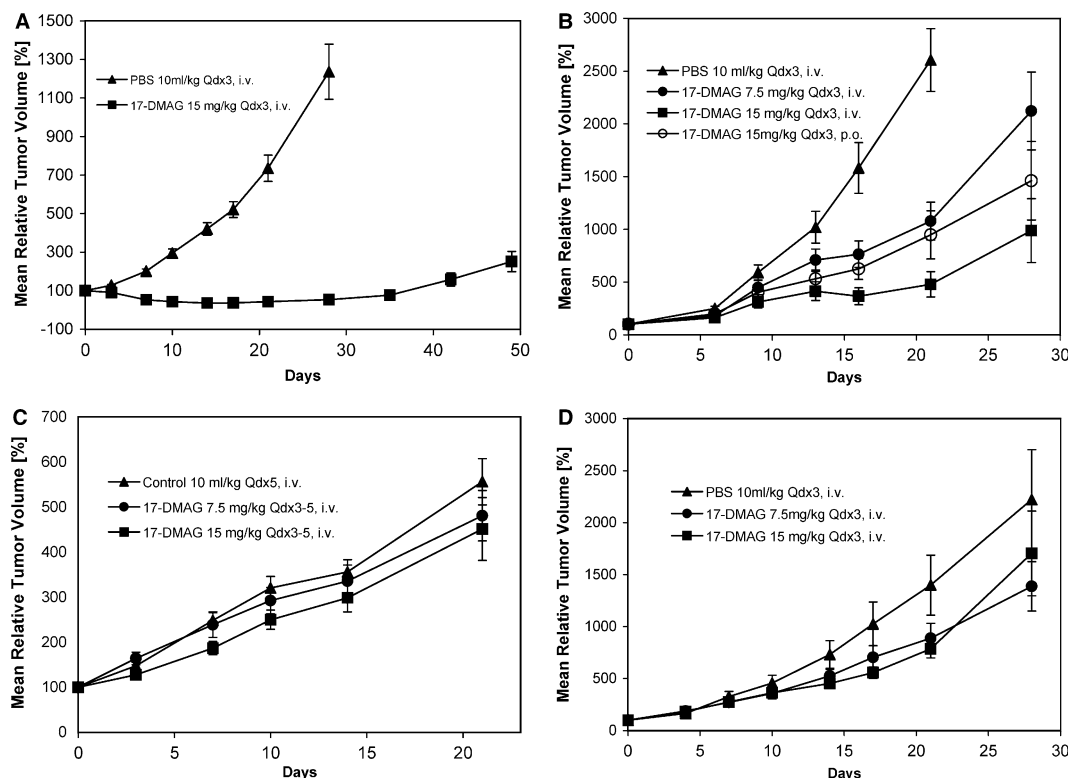 A
Mean Relative Tumor Volume [%]
1500
1300
1100
900
700
500
300
100
-100
PBS 10ml/kg Qdx3, i.v.
17-DMAG 15 mg/kg Qdx3, i.v.
0 10 20 30 40 50
Days
B
Mean Relative Tumor Volume [%]
3000
2500
2000
1500
1000
500
0
PBS 10 ml/kg Qdx3, i.v.
17-DMAG 7.5 mg/kg Qdx3, i.v.
17-DMAG 15 mg/kg Qdx3, i.v.
17-DMAG 15mg/kg Qdx3, p.o.
0 5 10 15 20 25 30
Days
C
Mean Relative Tumor Volume [%]
700
600
500
400
300
200
100
0
Control 10 ml/kg Qdx5, i.v.
17-DMAG 7.5 mg/kg Qdx3-5, i.v.
17-DMAG 15 mg/kg Qdx3-5, i.v.
0 5 10 15 20
Days
D
Mean Relative Tumor Volume [%]
3000
2500
2000
1500
1000
500
0
PBS 10ml/kg Qdx3, i.v.
17-DMAG 7.5mg/kg Qdx3, i.v.
17-DMAG 15 mg/kg Qdx3, i.v.
0 5 10 15 20 25 30
Days